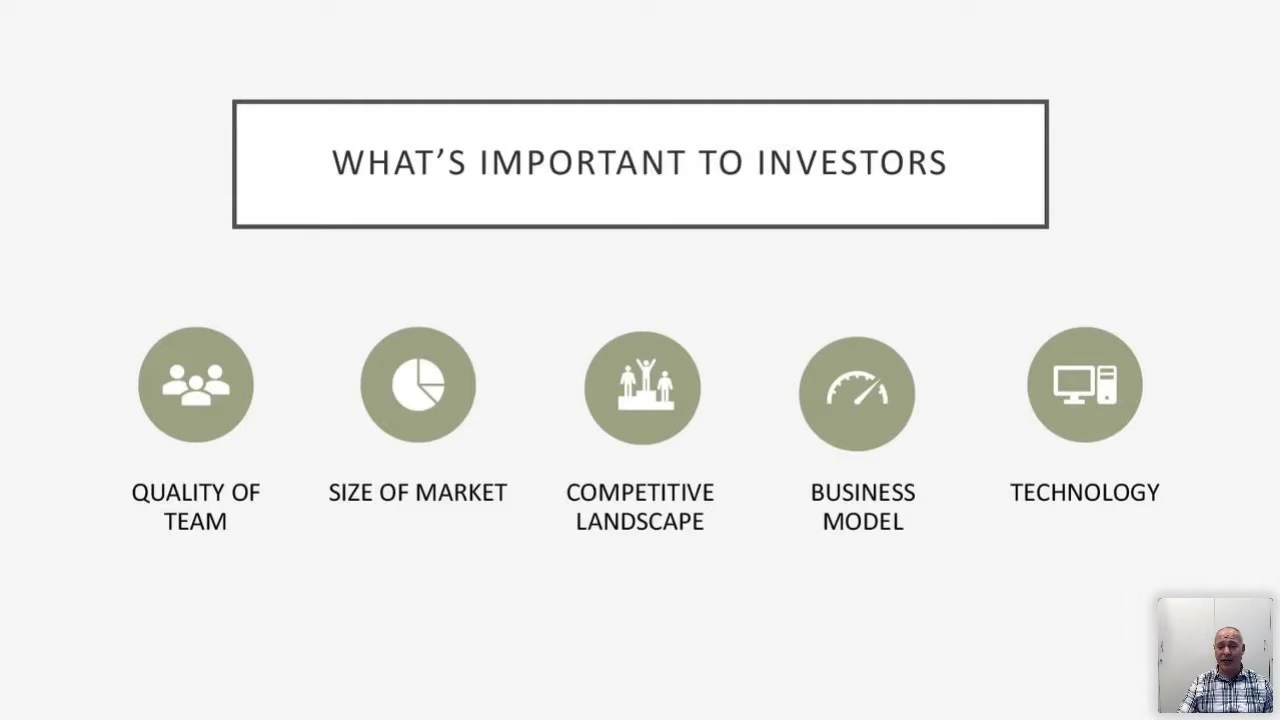 WHAT’S IMPORTANT TO INVESTORS
QUALITY OF
TEAM
SIZE OF MARKET
COMPETITIVE
LANDSCAPE
BUSINESS
MODEL
TECHNOLOGY